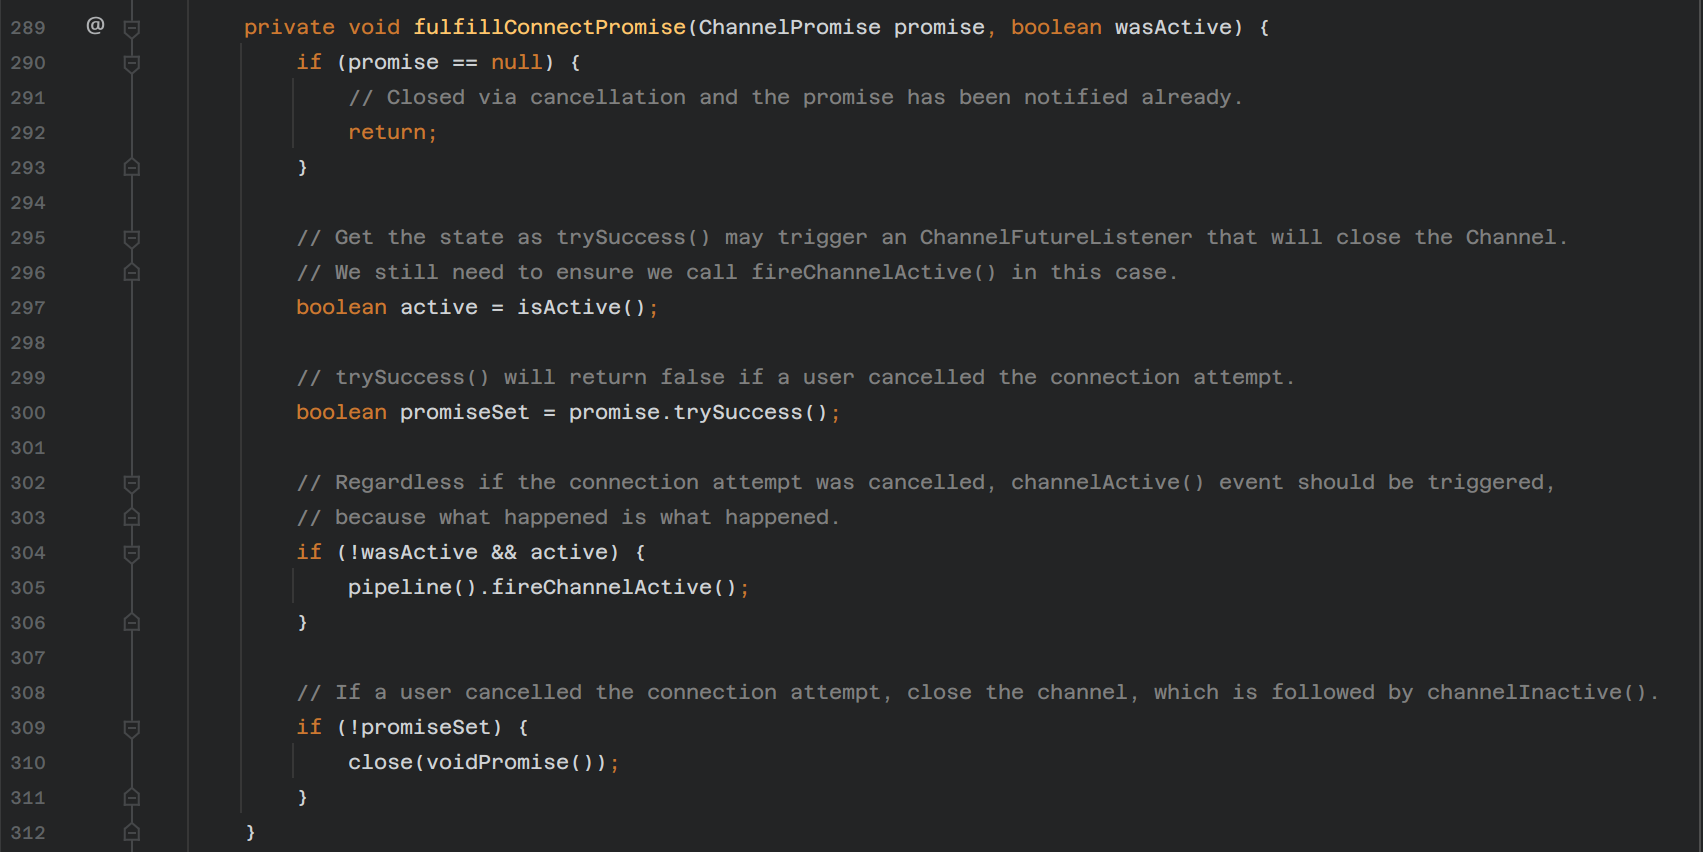 289 @ private void fulfillConnectPromise(ChannelPromise promise, boolean wasActive) {
290 if (promise == null) {
291 // Closed via cancellation and the promise has been notified already.
292 return;
293 }
294
295 // Get the state as trySuccess() may trigger an ChannelFutureListener that will close the Channel.
296 // We still need to ensure we call fireChannelActive() in this case.
297 boolean active = isActive();
298
299 // trySuccess() will return false if a user cancelled the connection attempt.
300 boolean promiseSet = promise.trySuccess();
301
302 // Regardless if the connection attempt was cancelled, channelActive() event should be triggered,
303 // because what happened is what happened.
304 if (!wasActive && active) {
305 pipeline().fireChannelActive();
306 }
307
308 // If a user cancelled the connection attempt, close the channel, which is followed by channelInactive().
309 if (!promiseSet) {
310 close(voidPromise());
311 }
312 }